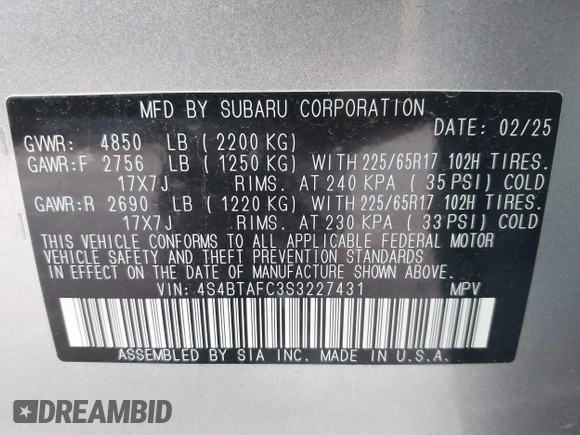 MFD BY SUBARU CORPORATION
DATE: 02/25
GVWR: 4850 LB ( 2200 KG)
GAWR:F 2756 LB ( 1250 KG) WITH 225/65R17 102H TIRES.
17X7J RIMS. AT 240 KPA ( 35 PSI) COLD
GAWR:R 2690 LB ( 1220 KG) WITH 225/65R17 102H TIRES.
17X7J RIMS. AT 230 KPA ( 33 PSI) COLD
THIS VEHICLE CONFORMS TO ALL APPLICABLE FEDERAL MOTOR
VEHICLE SAFETY AND THEFT PREVENTION STANDARDS
IN EFFECT ON THE DATE OF MANUFACTURE SHOWN ABOVE.
VIN: 4S4BTAFC3S3227431 MPV
ASSEMBLED BY SIA INC. MADE IN U.S.A.
DREAMBID